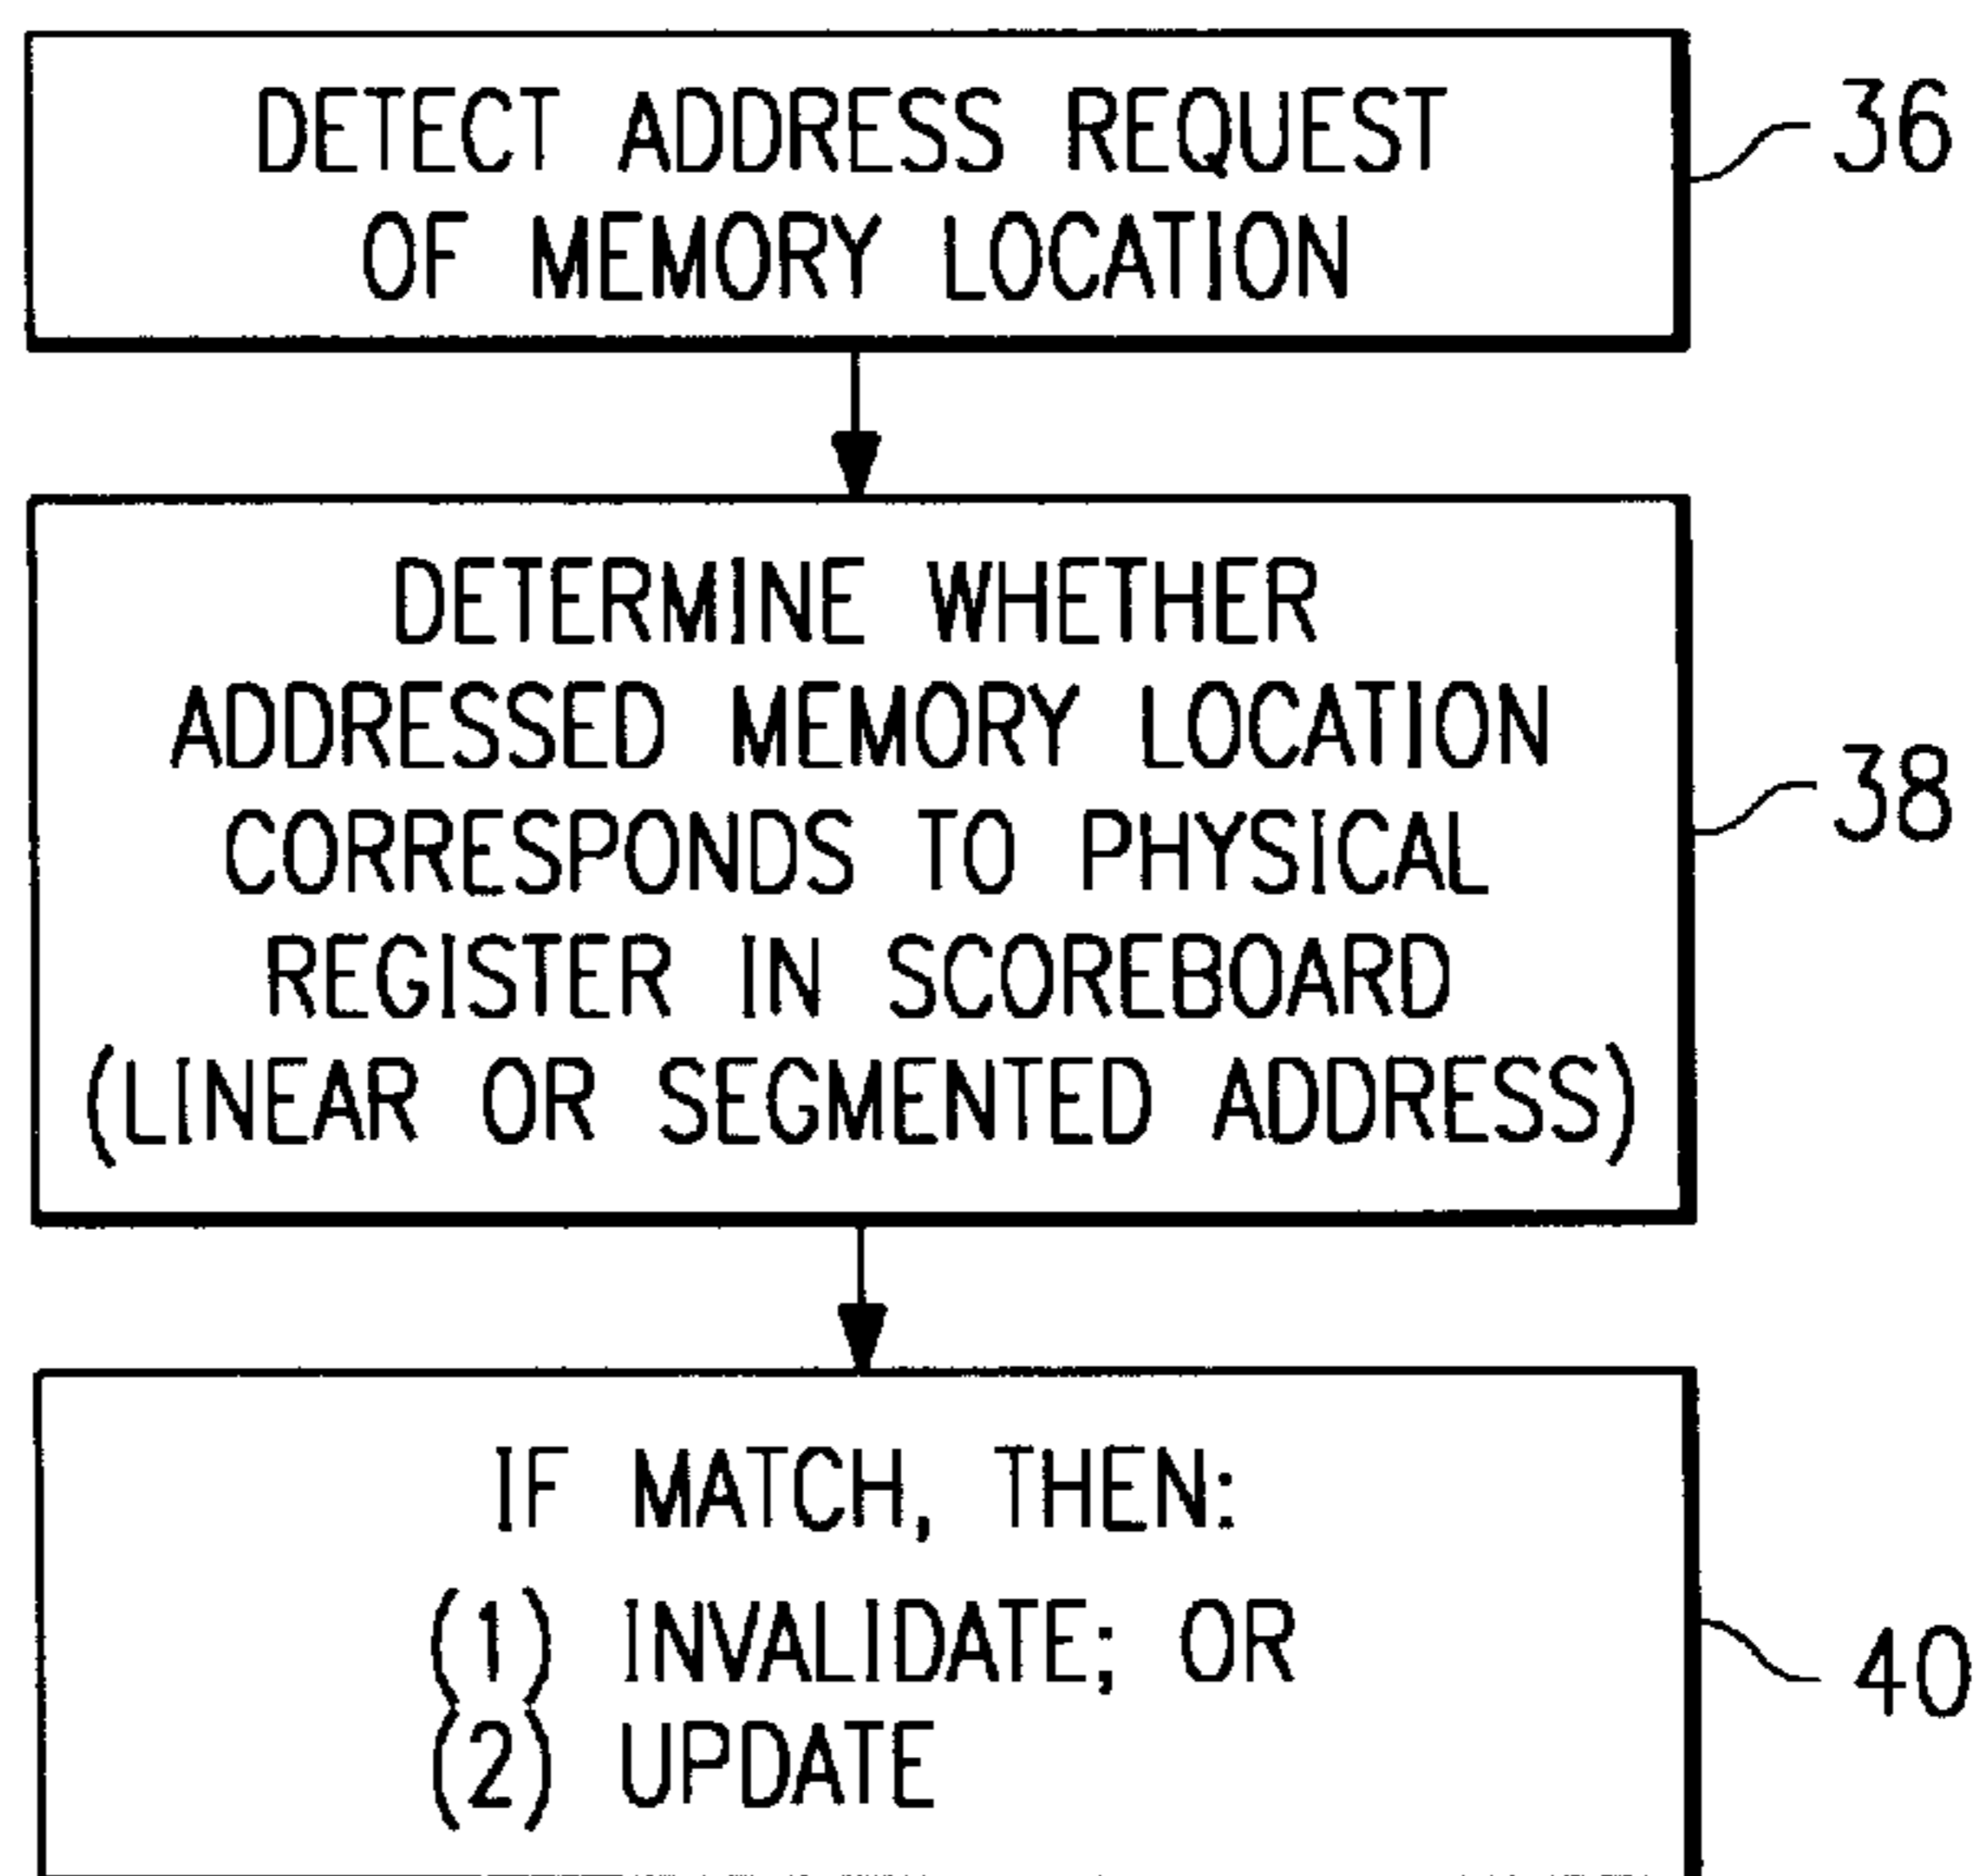 DETECT ADDRESS REQUEST
OF MEMORY LOCATION
36
DETERMINE WHETHER
ADDRESSED MEMORY LOCATION
CORRESPONDS TO PHYSICAL
REGISTER IN SCOREBOARD
(LINEAR OR SEGMENTED ADDRESS)
38
IF MATCH, THEN:
(1) INVALIDATE; OR
(2) UPDATE
40